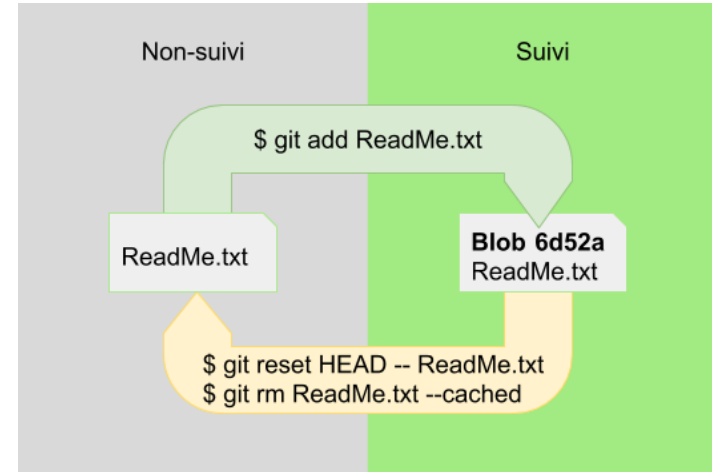 Non-suivi
Suivi
$ git add ReadMe.txt
ReadMe.txt
Blob 6d52a
ReadMe.txt
$ git reset HEAD -- ReadMe.txt
$ git rm ReadMe.txt --cached